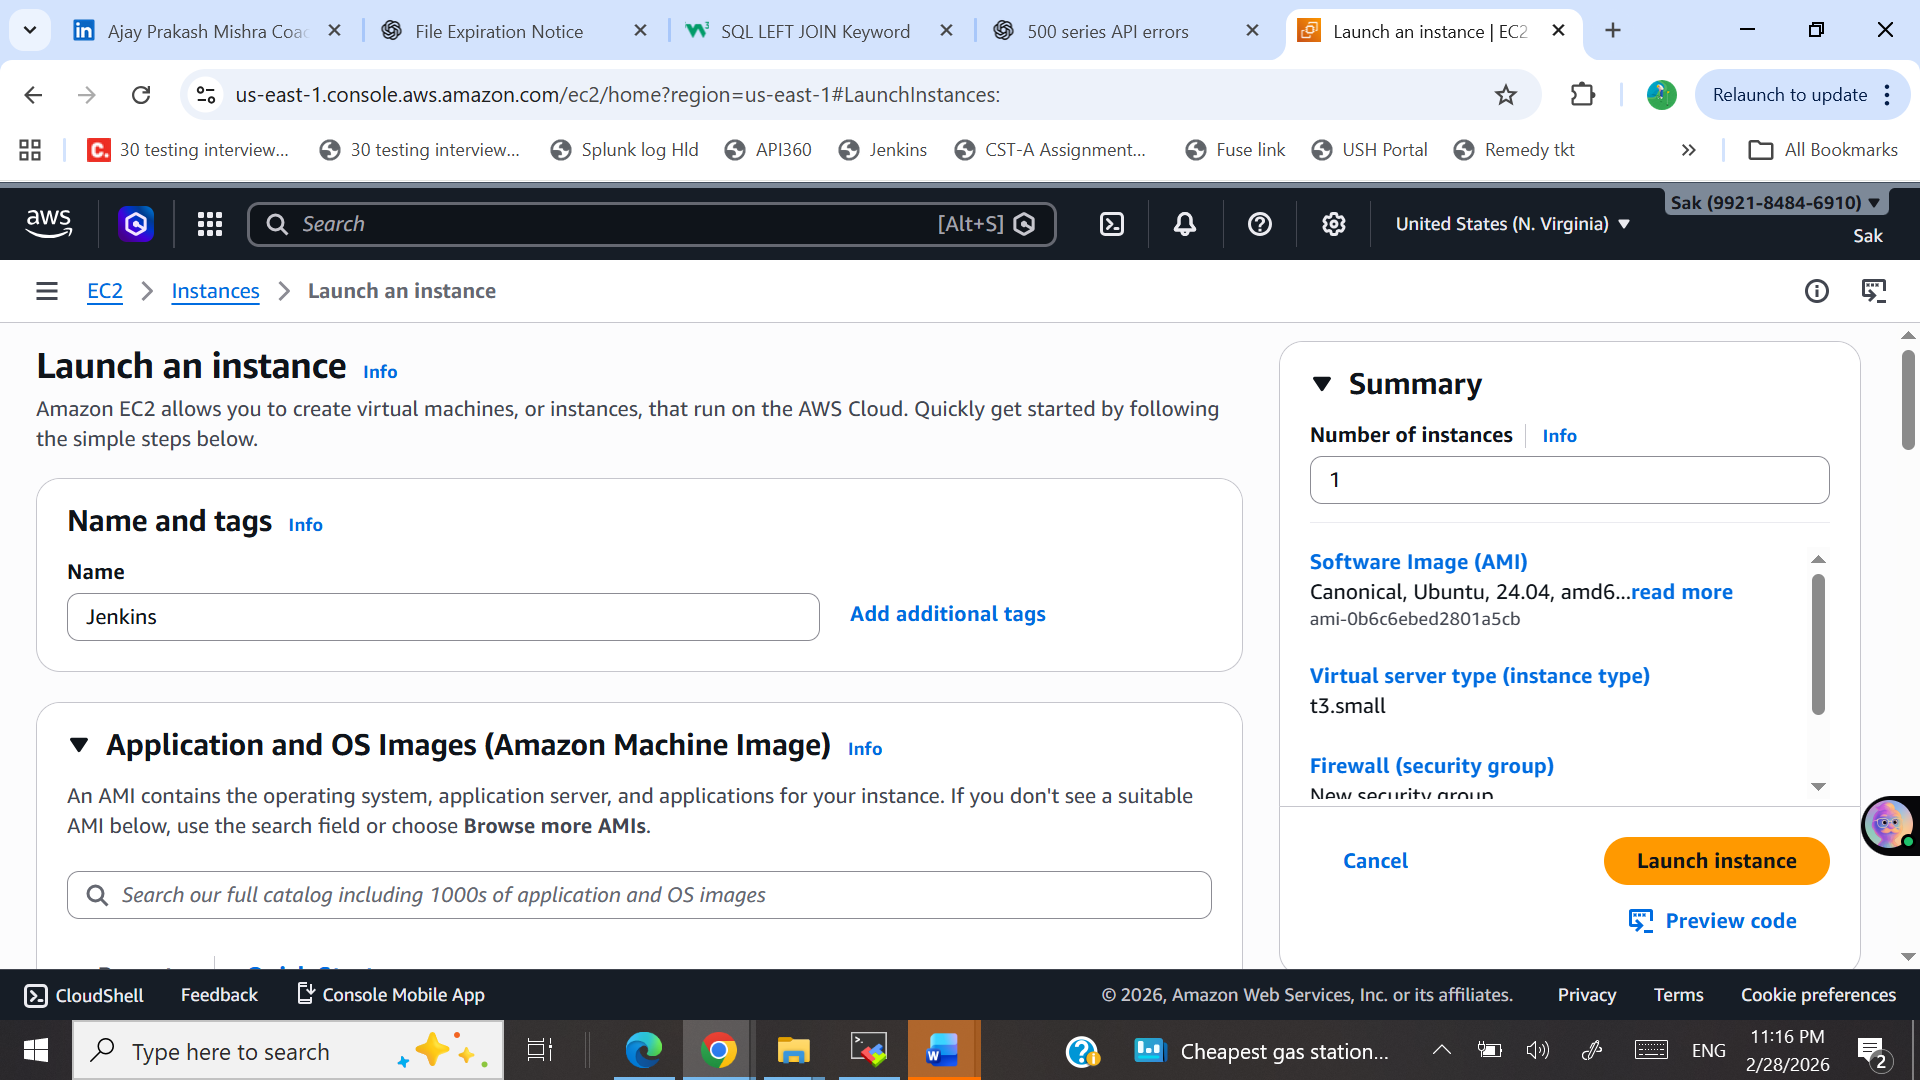 Ajay Prakash Mishra Coac
File Expiration Notice
SQL LEFT JOIN Keyword
500 series API errors
Launch an instance | EC2
us-east-1.console.aws.amazon.com/ec2/home?region=us-east-1#LaunchInstances:
Relaunch to update
30 testing interview...
30 testing interview...
Splunk log Hld
API360
Jenkins
CST-A Assignment...
Fuse link
USH Portal
Remedy tkt
All Bookmarks
aws
Search
[Alt+S]
United States (N. Virginia)
Sak (9921-8484-6910)
Sak
EC2
Instances
Launch an instance
Launch an instance Info
Amazon EC2 allows you to create virtual machines, or instances, that run on the AWS Cloud. Quickly get started by following
the simple steps below.
Name and tags Info
Name
Jenkins
Add additional tags
Application and OS Images (Amazon Machine Image) Info
An AMI contains the operating system, application server, and applications for your instance. If you don't see a suitable
AMI below, use the search field or choose Browse more AMIs.
Search our full catalog including 1000s of application and OS images
Summary
Number of instances Info
1
Software Image (AMI)
Canonical, Ubuntu, 24.04, amd6...read more
ami-0b6c6ebed2801a5cb
Virtual server type (instance type)
t3.small
Firewall (security group)
New security group
Cancel
Launch instance
Preview code
CloudShell
Feedback
Console Mobile App
© 2026, Amazon Web Services, Inc. or its affiliates.
Privacy
Terms
Cookie preferences
Type here to search
Cheapest gas station...
ENG
11:16 PM
2/28/2026
2